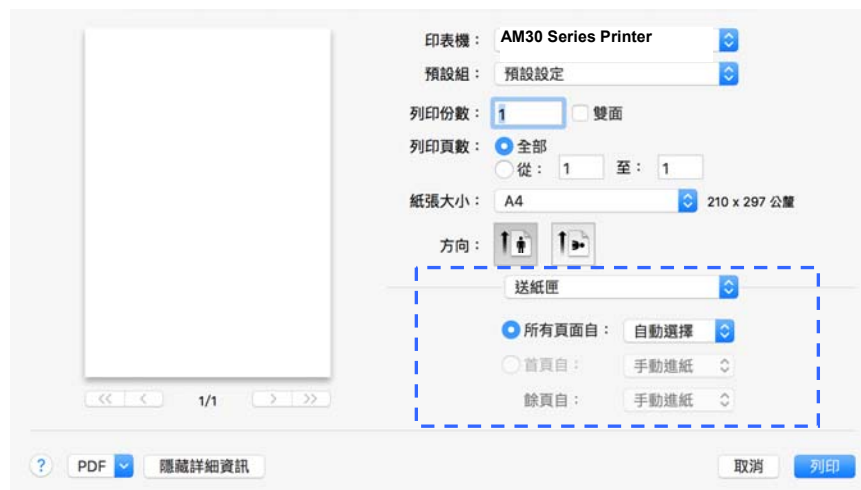 印表機： AM30 Series Printer
預設組： 預設設定
列印份數： 1 雙面
列印頁數： 全部
從： 1 至： 1
紙張大小： A4 210 x 297 公釐
方向：
送紙匣
所有頁面自： 自動選擇
首頁自： 手動進紙
餘頁自： 手動進紙
<< < 1/1 > >>
? PDF 隱藏詳細資訊 取消 列印